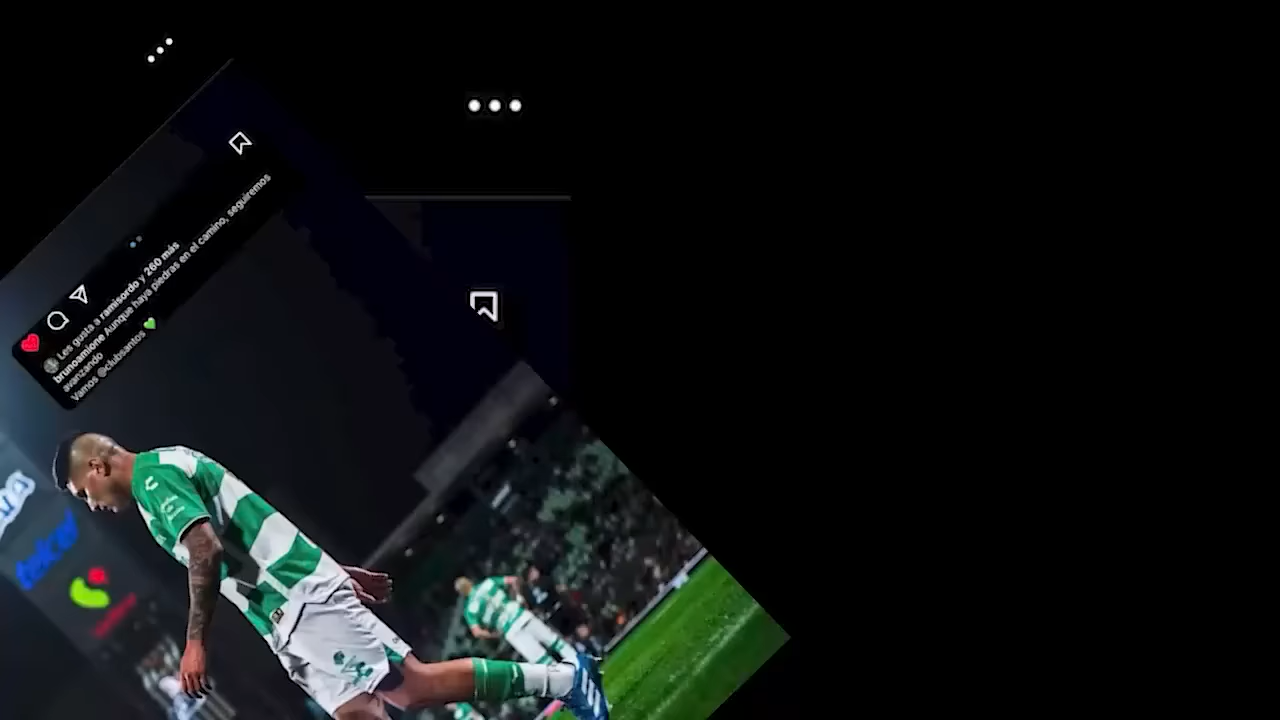 Les gusta a ramisordo y 260 más
brunoamione Aunque haya piedras en el camino, seguiremos
avanzando
Vamos @clubsantos 💚
telcel